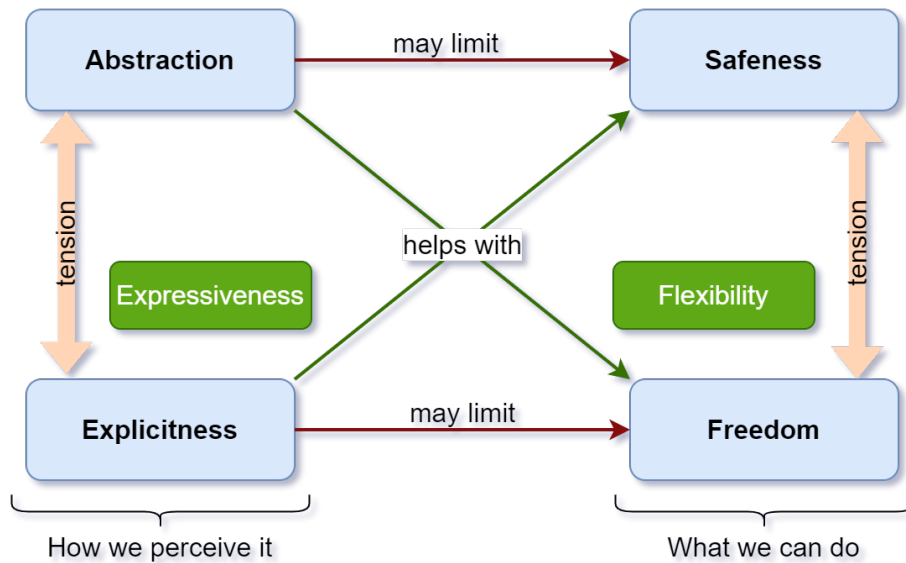 Abstraction
may limit
Safeness
tension
helps with
tension
Expressiveness
Flexibility
Explicitness
may limit
Freedom
How we perceive it
What we can do